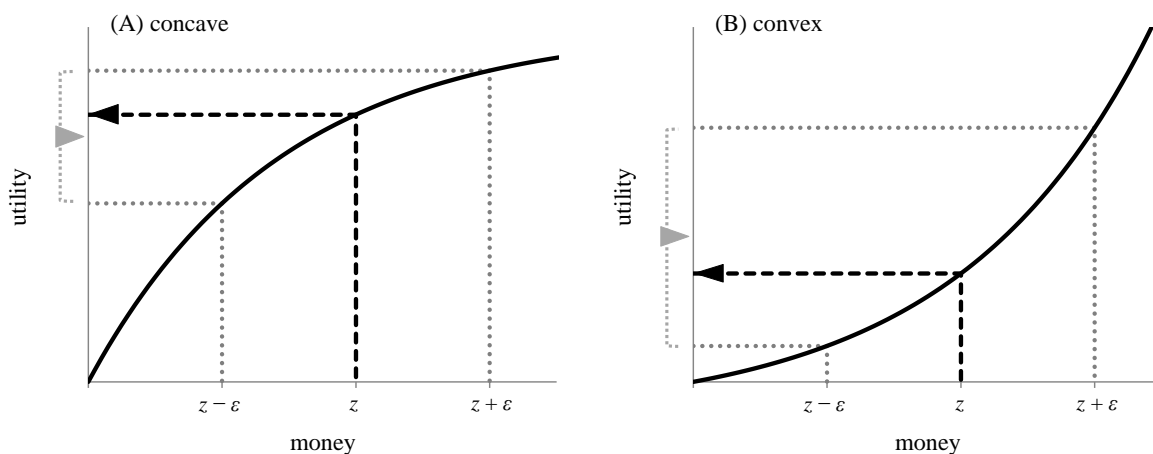 (A) concave
utility
z − ε
z
z + ε
money
(B) convex
utility
z − ε
z
z + ε
money